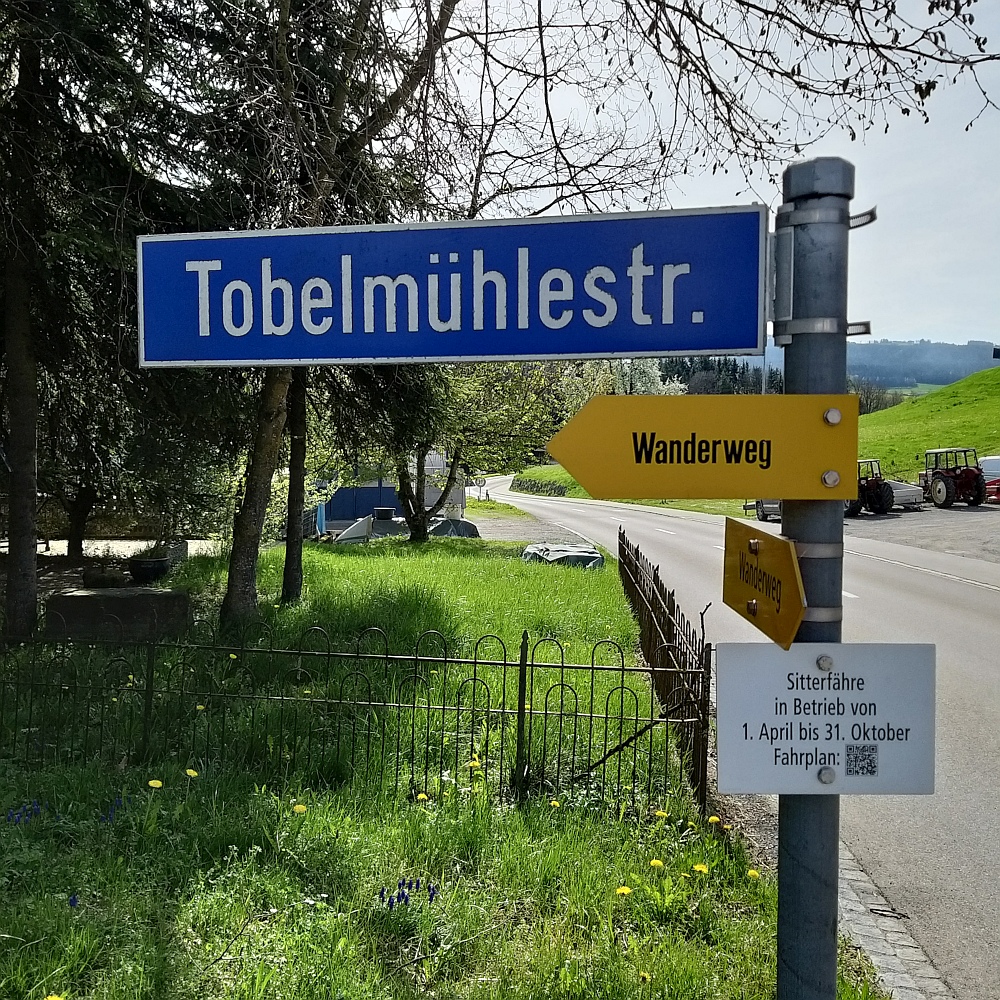 Tobelmühlestr.
Wanderweg
Wanderweg
Sitterfähre
in Betrieb von
1. April bis 31. Oktober
Fahrplan: